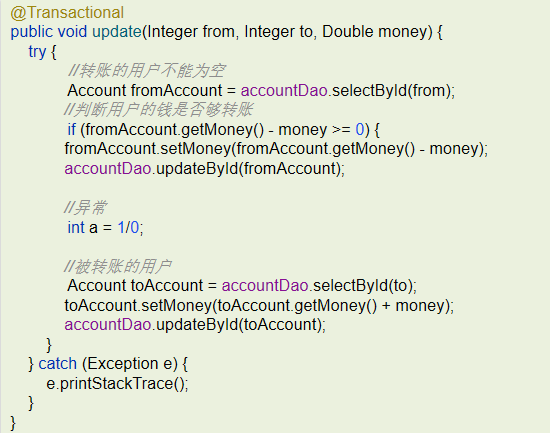 @Transactional
public void update(Integer from, Integer to, Double money) {
try {
//转账的用户不能为空
Account fromAccount = accountDao.selectById(from);
//判断用户的钱是否够转账
if (fromAccount.getMoney() - money >= 0) {
fromAccount.setMoney(fromAccount.getMoney() - money);
accountDao.updateById(fromAccount);
//异常
int a = 1/0;
//被转账的用户
Account toAccount = accountDao.selectById(to);
toAccount.setMoney(toAccount.getMoney() + money);
accountDao.updateById(toAccount);
}
} catch (Exception e) {
e.printStackTrace();
}
}